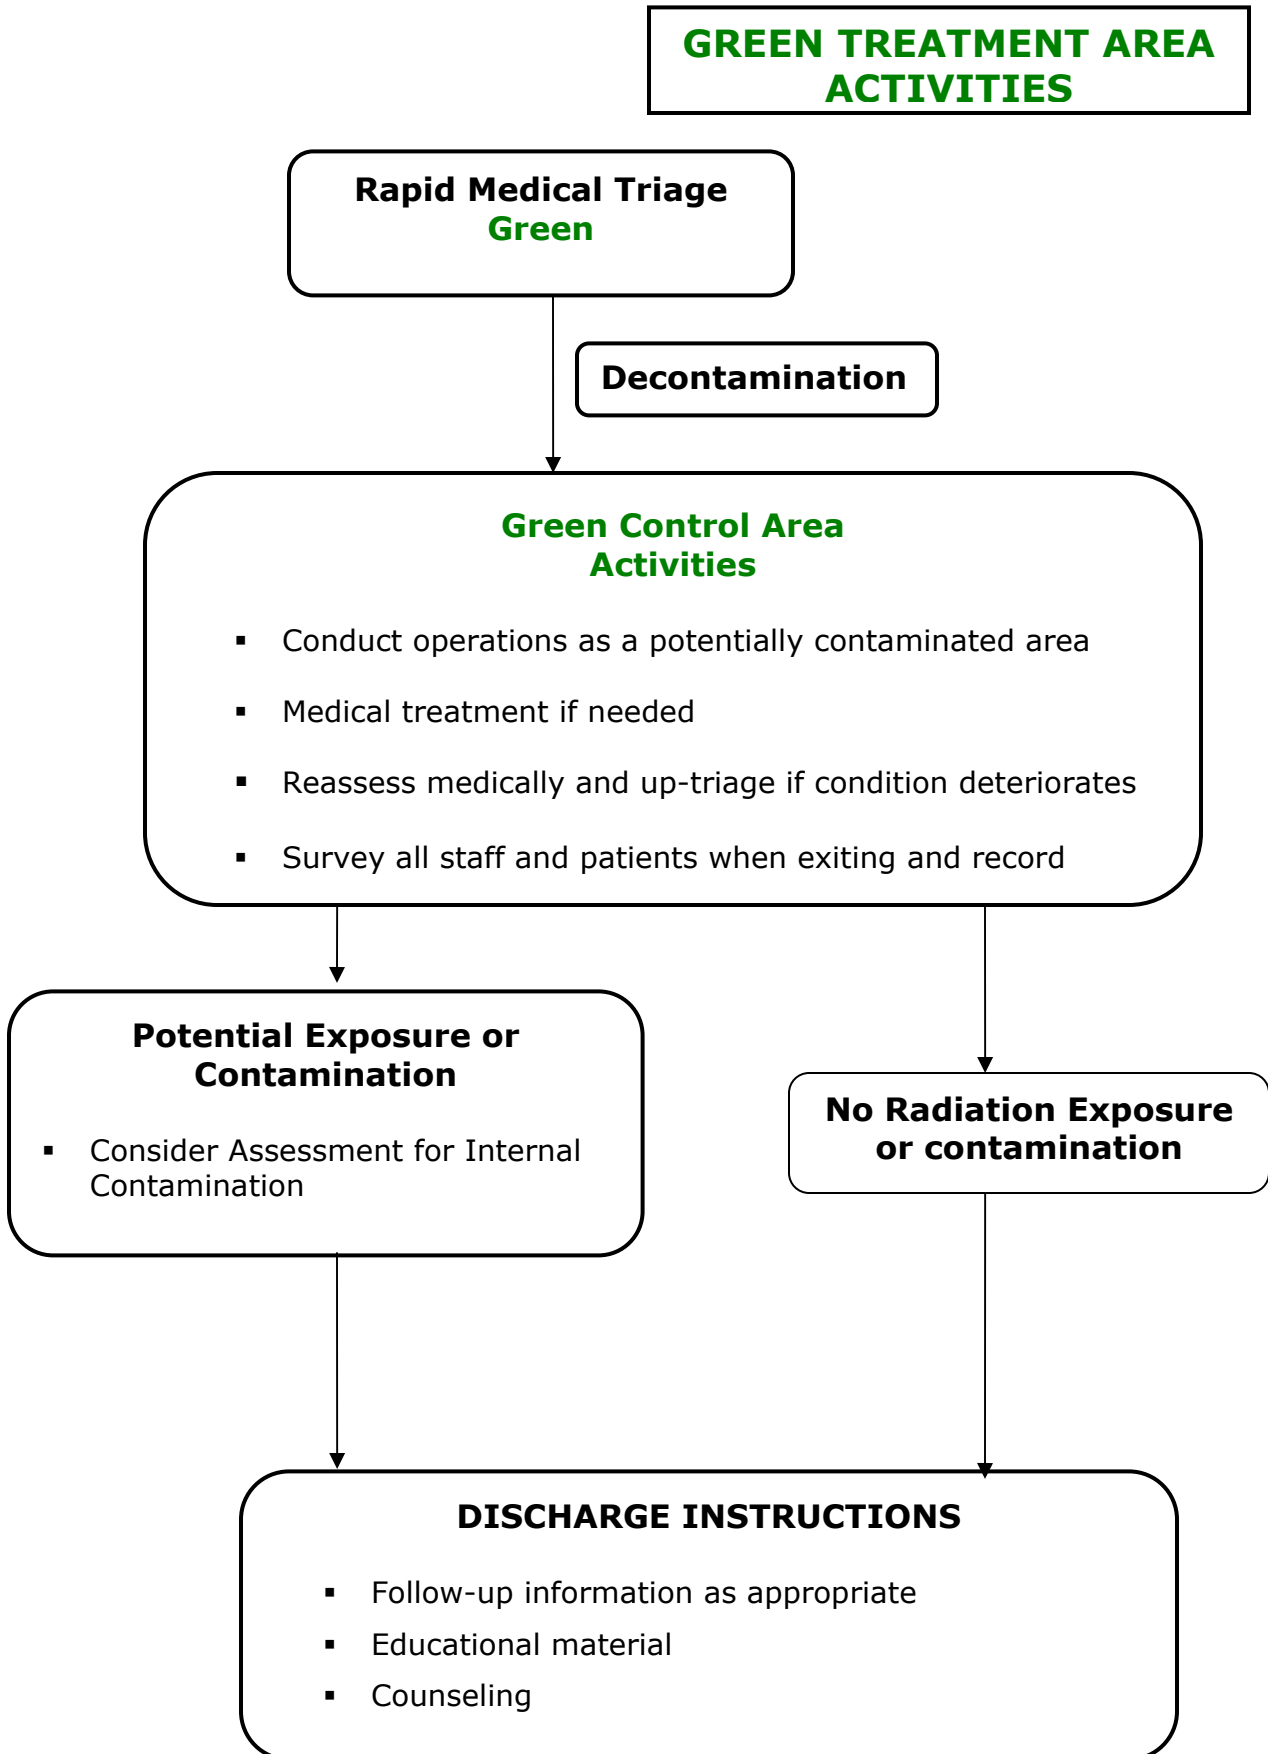 GREEN TREATMENT AREA
ACTIVITIES
Rapid Medical Triage
Green
Decontamination
Green Control Area
Activities
▪ Conduct operations as a potentially contaminated area
▪ Medical treatment if needed
▪ Reassess medically and up-triage if condition deteriorates
▪ Survey all staff and patients when exiting and record
Potential Exposure or
Contamination
▪ Consider Assessment for Internal
Contamination
No Radiation Exposure
or contamination
DISCHARGE INSTRUCTIONS
▪ Follow-up information as appropriate
▪ Educational material
▪ Counseling